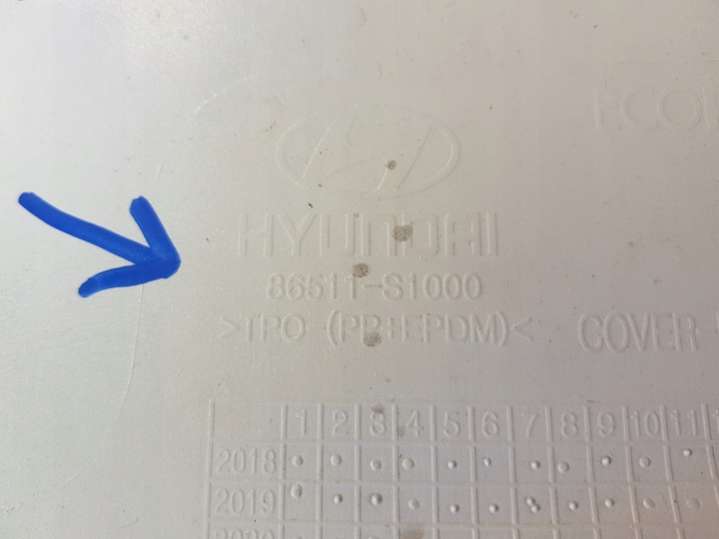 HYUNDAI
86511-S1000
>TPO (PP+EPDM)<
COVER
1 2 3 4 5 6 7 8 9 10 11
2018
2019